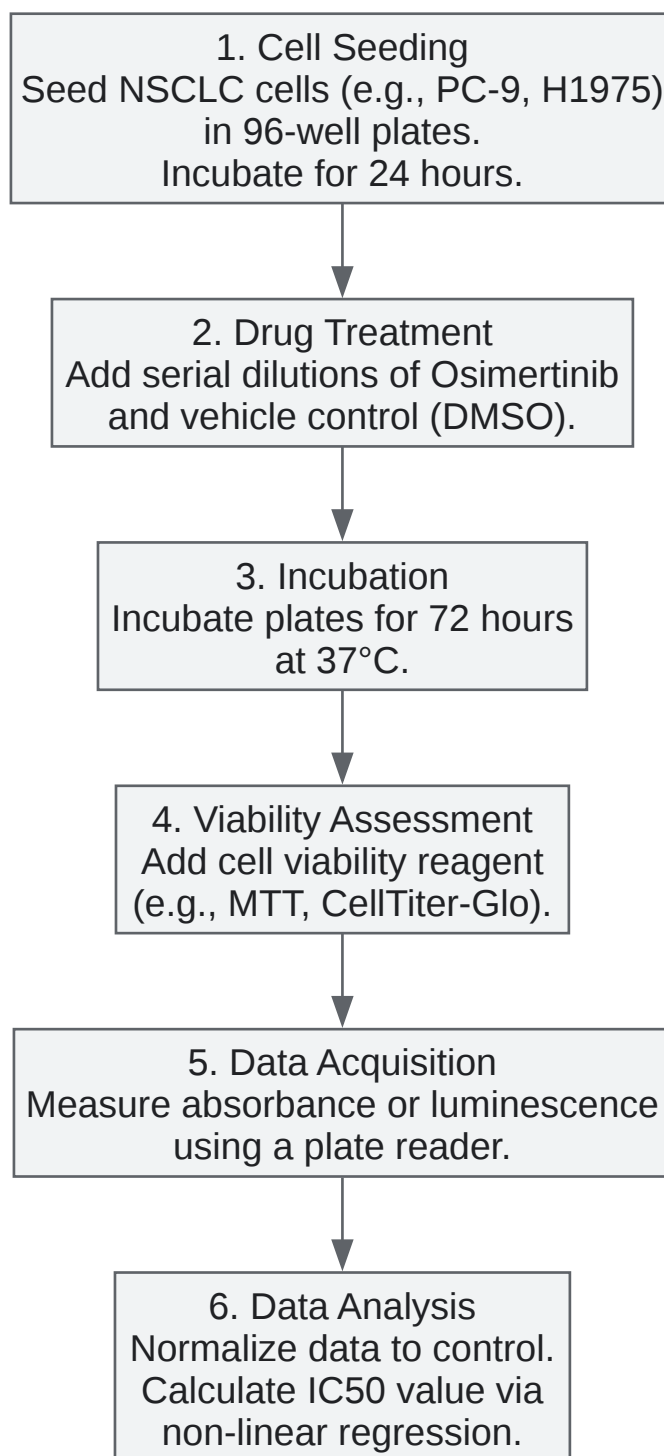 1. Cell Seeding
Seed NSCLC cells (e.g., PC-9, H1975)
in 96-well plates.
Incubate for 24 hours.
2. Drug Treatment
Add serial dilutions of Osimertinib
and vehicle control (DMSO).
3. Incubation
Incubate plates for 72 hours
at 37°C.
4. Viability Assessment
Add cell viability reagent
(e.g., MTT, CellTiter-Glo).
5. Data Acquisition
Measure absorbance or luminescence
using a plate reader.
6. Data Analysis
Normalize data to control.
Calculate IC50 value via
non-linear regression.